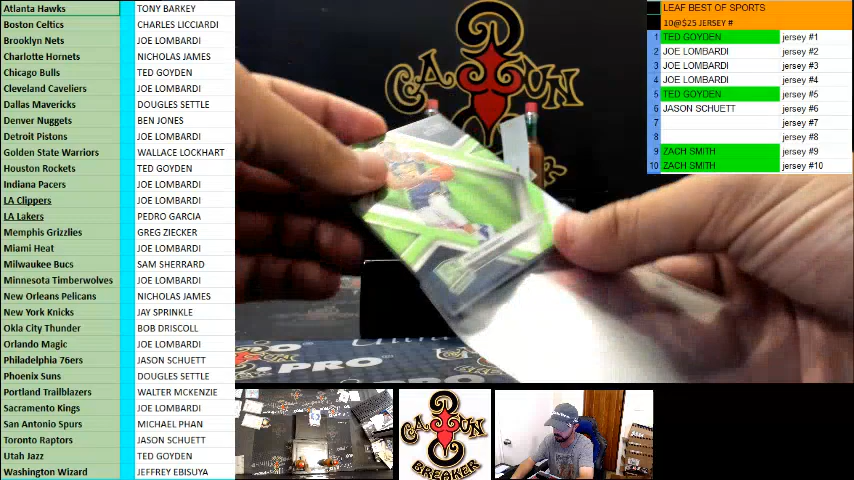 Atlanta Hawks TONY BARKEY
Boston Celtics CHARLES LICCIARDI
Brooklyn Nets JOE LOMBARDI
Charlotte Hornets NICHOLAS JAMES
Chicago Bulls TED GOYDEN
Cleveland Cavaliers JOE LOMBARDI
Dallas Mavericks DOUGLES SETTLE
Denver Nuggets BEN JONES
Detroit Pistons JOE LOMBARDI
Golden State Warriors WALLACE LOCKHART
Houston Rockets TED GOYDEN
Indiana Pacers JOE LOMBARDI
LA Clippers JOE LOMBARDI
LA Lakers PEDRO GARCIA
Memphis Grizzlies GREG ZIECKER
Miami Heat JOE LOMBARDI
Milwaukee Bucs SAM SHERRARD
Minnesota Timberwolves JOE LOMBARDI
New Orleans Pelicans NICHOLAS JAMES
New York Knicks JAY SPRINKLE
Okla City Thunder BOB DRISCOLL
Orlando Magic JOE LOMBARDI
Philadelphia 76ers JASON SCHUETT
Phoenix Suns DOUGLES SETTLE
Portland Trailblazers WALTER MCKENZIE
Sacramento Kings JOE LOMBARDI
San Antonio Spurs MICHAEL PHAN
Toronto Raptors JASON SCHUETT
Utah Jazz TED GOYDEN
Washington Wizard JEFFREY EBISUYA
LEAF BEST OF SPORTS
10@$25 JERSEY #
1 TED GOYDEN jersey #1
2 JOE LOMBARDI jersey #2
3 JOE LOMBARDI jersey #3
4 JOE LOMBARDI jersey #4
5 TED GOYDEN jersey #5
6 JASON SCHUETT jersey #6
7 jersey #7
8 jersey #8
9 ZACH SMITH jersey #9
10 ZACH SMITH jersey #10
CAJUN
PRO
CAJUN
BREAKER